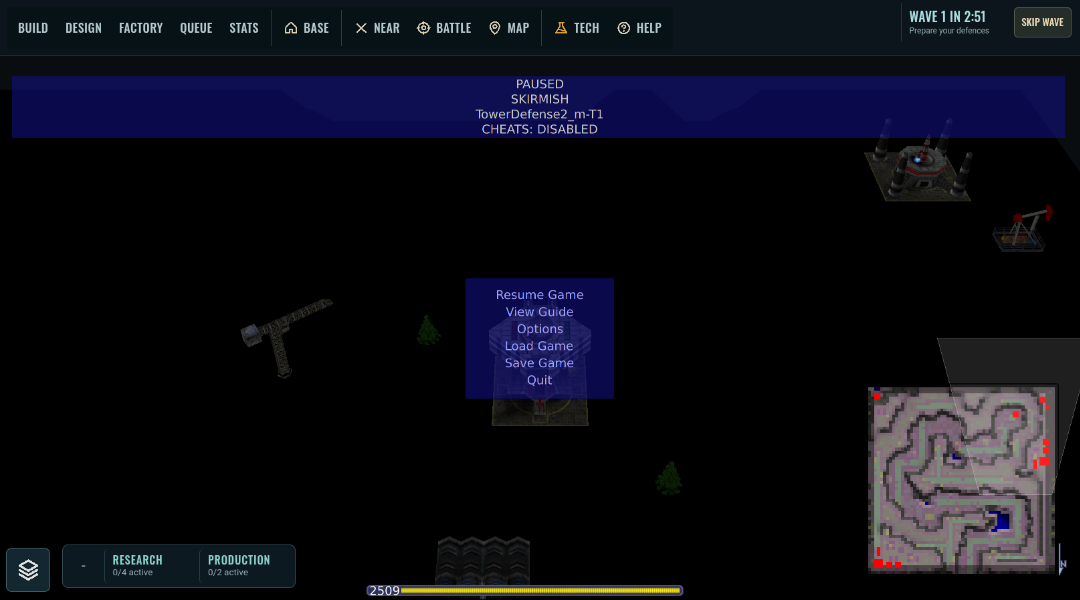 BUILD DESIGN FACTORY QUEUE STATS BASE NEAR BATTLE MAP TECH HELP
WAVE 1 IN 2:51
Prepare your defences
SKIP WAVE
PAUSED
SKIRMISH
TowerDefense2_m-T1
CHEATS: DISABLED
Resume Game
View Guide
Options
Load Game
Save Game
Quit
-
RESEARCH
0/4 active
PRODUCTION
0/2 active
2509
N